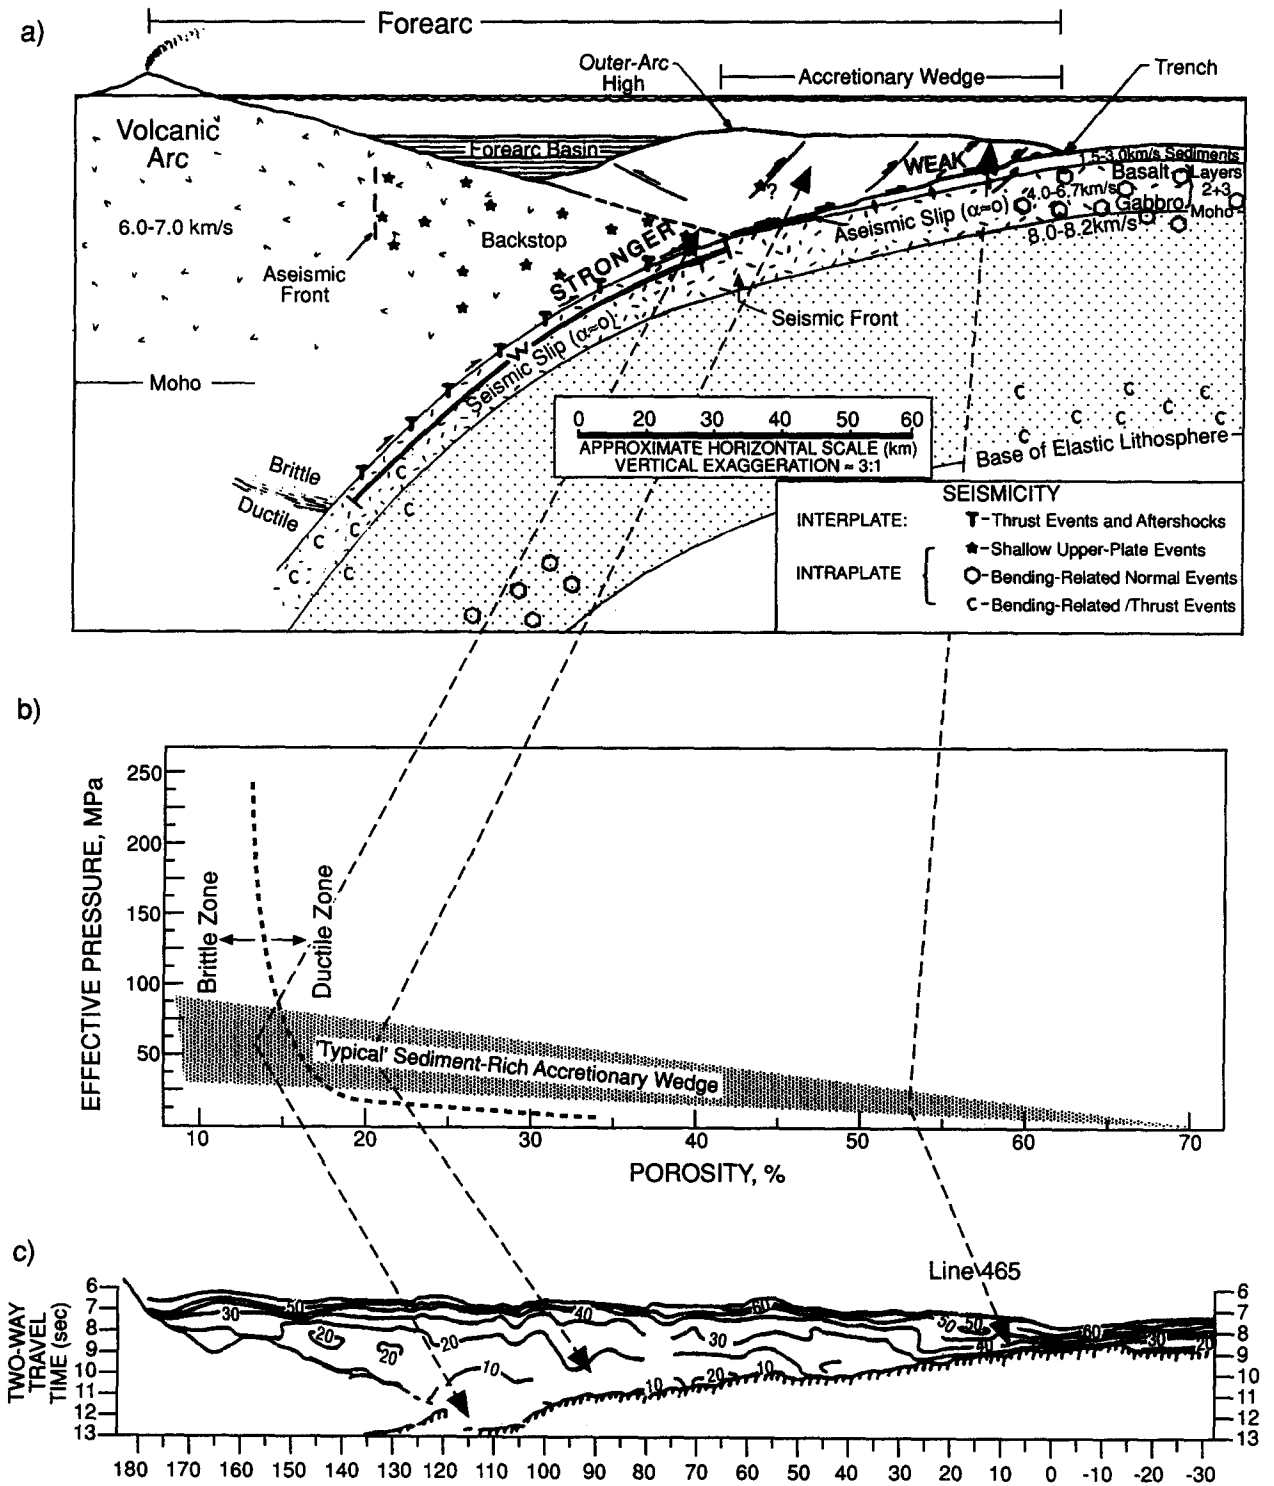 a)
Forearc
Outer-Arc
High
Accretionary Wedge
Trench
Volcanic
Arc
Forearc Basin
WEAK
1.5-3.0km/s Sediments
Basalt
Layers
2+3
4.0-6.7km/s
Gabbro
Moho
8.0-8.2km/s
?
6.0-7.0 km/s
Backstop
Aseismic Slip (α≈o)
Aseismic
Front
STRONGER
Seismic Front
W
Seismic Slip (α≈o)
Moho
0 10 20 30 40 50 60
APPROXIMATE HORIZONTAL SCALE (km)
VERTICAL EXAGGERATION ≈ 3:1
Base of Elastic Lithosphere
Brittle
Ductile
SEISMICITY
INTERPLATE:
-Thrust Events and Aftershocks
-Shallow Upper-Plate Events
INTRAPLATE
-Bending-Related Normal Events
-Bending-Related /Thrust Events
b)
EFFECTIVE PRESSURE, MPa
250
200
150
100
50
Brittle Zone
Ductile Zone
'Typical' Sediment-Rich Accretionary Wedge
10 20 30 40 50 60 70
POROSITY, %
c)
Line 465
TWO-WAY
TRAVEL
TIME (sec)
6
7
8
9
10
11
12
13
30 50 40 60 50 50 60
20 20 20 30 40 30 20
10 10 20 10
6
7
8
9
10
11
12
13
180 170 160 150 140 130 120 110 100 90 80 70 60 50 40 30 20 10 0 -10 -20 -30